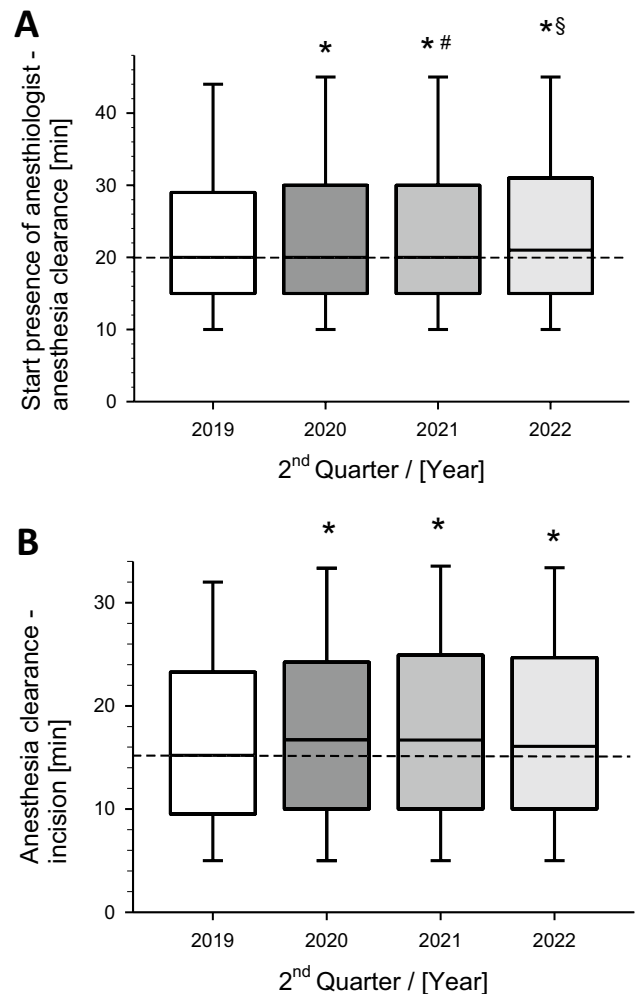 A
* * # * §
Start presence of anesthiologist -
anesthesia clearance [min]
40
30
20
10
0
2019 2020 2021 2022
2nd Quarter / [Year]
B
* * *
Anesthesia clearance -
incision [min]
30
20
10
0
2019 2020 2021 2022
2nd Quarter / [Year]